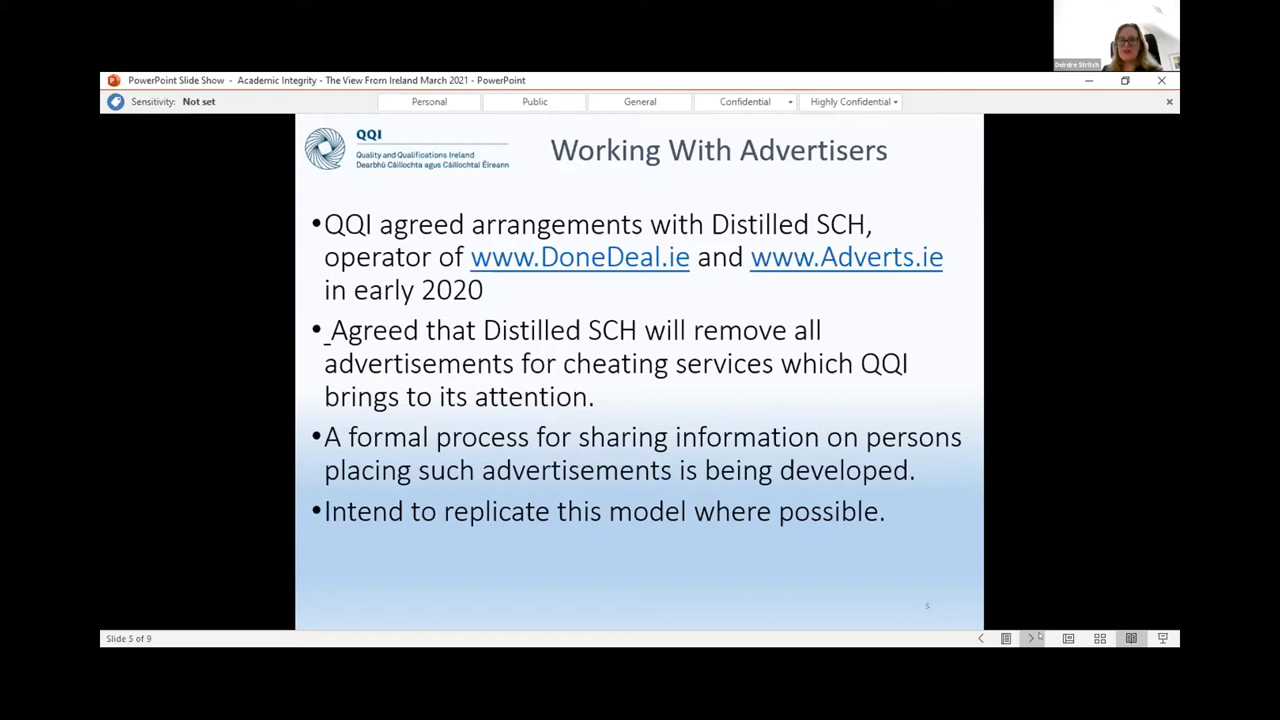 Deirdre Stritch
PowerPoint Slide Show - Academic Integrity - The View From Ireland March 2021 - PowerPoint
Sensitivity: Not set
Personal
Public
General
Confidential
Highly Confidential
QQI
Quality and Qualifications Ireland
Dearbhú Cáilíochta agus Cáilíochtaí Éireann
Working With Advertisers
•QQI agreed arrangements with Distilled SCH,
operator of www.DoneDeal.ie and www.Adverts.ie
in early 2020
• Agreed that Distilled SCH will remove all
advertisements for cheating services which QQI
brings to its attention.
•A formal process for sharing information on persons
placing such advertisements is being developed.
•Intend to replicate this model where possible.
5
Slide 5 of 9